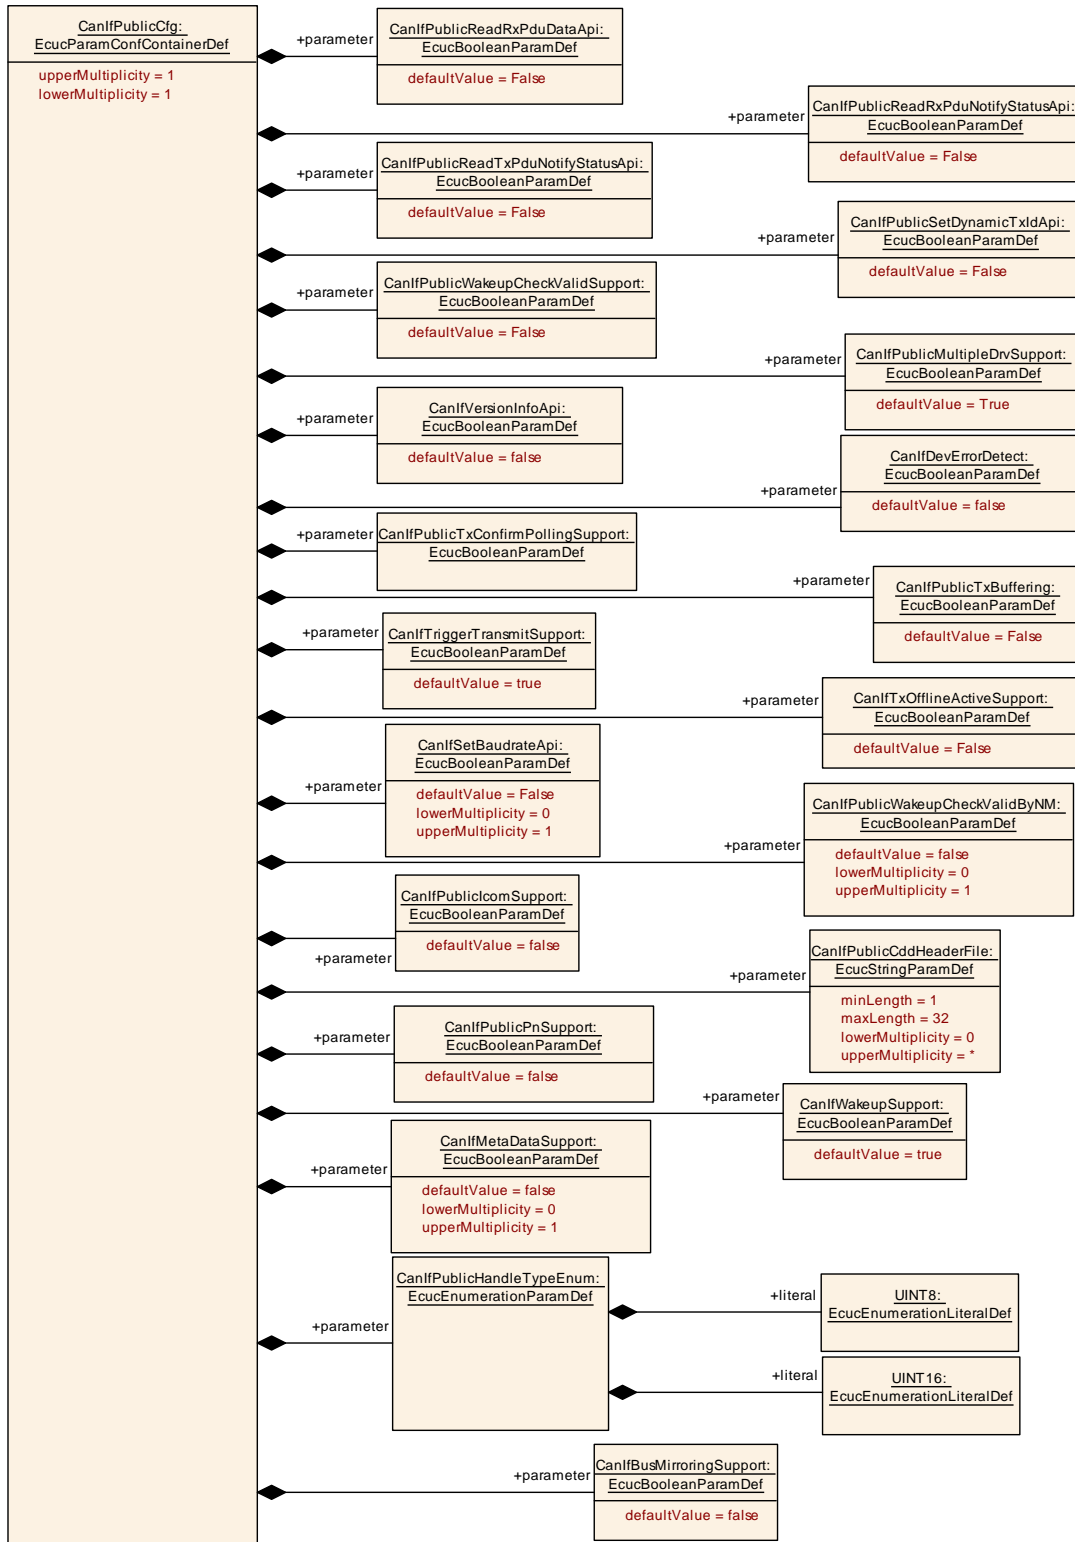 CanIfPublicCfg:
EcucParamConfContainerDef
upperMultiplicity = 1
lowerMultiplicity = 1
+parameter
CanIfPublicReadRxPduDataApi:
EcucBooleanParamDef
defaultValue = False
+parameter
CanIfPublicReadRxPduNotifyStatusApi:
EcucBooleanParamDef
defaultValue = False
+parameter
CanIfPublicReadTxPduNotifyStatusApi:
EcucBooleanParamDef
defaultValue = False
+parameter
CanIfPublicSetDynamicTxIdApi:
EcucBooleanParamDef
defaultValue = False
+parameter
CanIfPublicWakeupCheckValidSupport:
EcucBooleanParamDef
defaultValue = False
+parameter
CanIfPublicMultipleDrvSupport:
EcucBooleanParamDef
defaultValue = True
+parameter
CanIfVersionInfoApi:
EcucBooleanParamDef
defaultValue = false
+parameter
CanIfDevErrorDetect:
EcucBooleanParamDef
defaultValue = false
+parameter
CanIfPublicTxConfirmPollingSupport:
EcucBooleanParamDef
+parameter
CanIfPublicTxBuffering:
EcucBooleanParamDef
defaultValue = False
+parameter
CanIfTriggerTransmitSupport:
EcucBooleanParamDef
defaultValue = true
+parameter
CanIfTxOfflineActiveSupport:
EcucBooleanParamDef
defaultValue = False
+parameter
CanIfSetBaudrateApi:
EcucBooleanParamDef
defaultValue = False
lowerMultiplicity = 0
upperMultiplicity = 1
+parameter
CanIfPublicWakeupCheckValidByNM:
EcucBooleanParamDef
defaultValue = false
lowerMultiplicity = 0
upperMultiplicity = 1
+parameter
CanIfPublicIcomSupport:
EcucBooleanParamDef
defaultValue = false
+parameter
CanIfPublicCddHeaderFile:
EcucStringParamDef
minLength = 1
maxLength = 32
lowerMultiplicity = 0
upperMultiplicity = *
+parameter
CanIfPublicPnSupport:
EcucBooleanParamDef
defaultValue = false
+parameter
CanIfWakeupSupport:
EcucBooleanParamDef
defaultValue = true
+parameter
CanIfMetaDataSupport:
EcucBooleanParamDef
defaultValue = false
lowerMultiplicity = 0
upperMultiplicity = 1
+parameter
CanIfPublicHandleTypeEnum:
EcucEnumerationParamDef
+literal
UINT8:
EcucEnumerationLiteralDef
+literal
UINT16:
EcucEnumerationLiteralDef
+parameter
CanIfBusMirroringSupport:
EcucBooleanParamDef
defaultValue = false